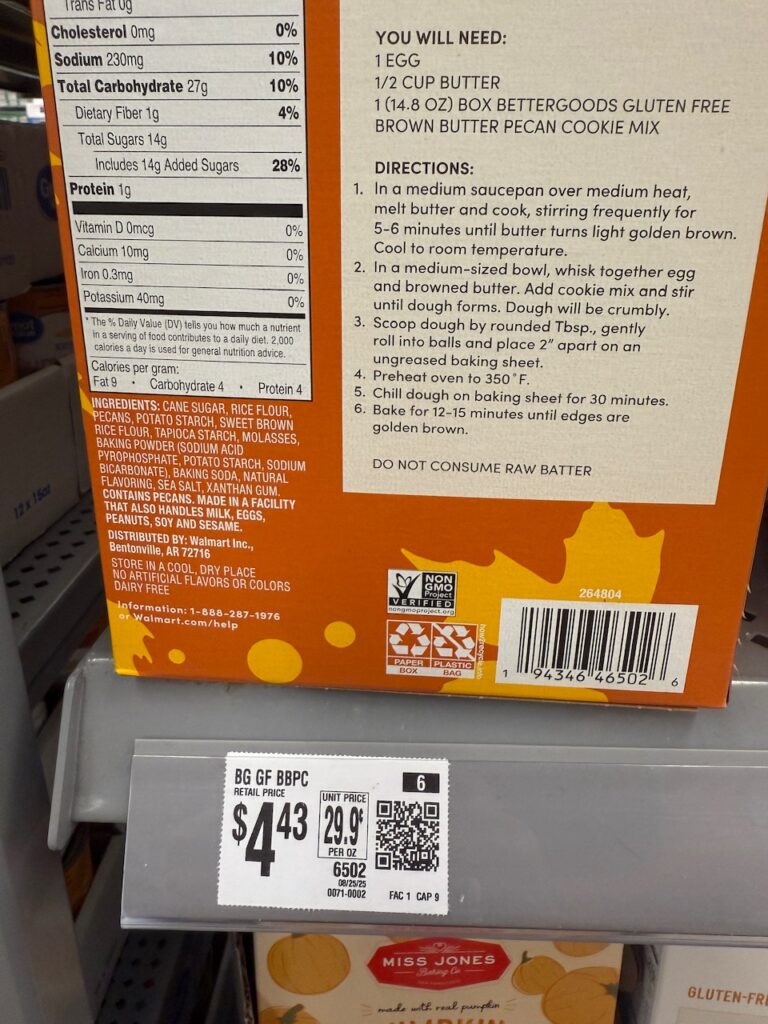 Trans Fat 0g
Cholesterol 0mg 0%
Sodium 230mg 10%
Total Carbohydrate 27g 10%
Dietary Fiber 1g 4%
Total Sugars 14g
Includes 14g Added Sugars 28%
Protein 1g
Vitamin D 0mcg 0%
Calcium 10mg 0%
Iron 0.3mg 0%
Potassium 40mg 0%
* The % Daily Value (DV) tells you how much a nutrient
in a serving of food contributes to a daily diet. 2,000
calories a day is used for general nutrition advice.
Calories per gram:
Fat 9 • Carbohydrate 4 • Protein 4
INGREDIENTS: CANE SUGAR, RICE FLOUR,
PECANS, POTATO STARCH, SWEET BROWN
RICE FLOUR, TAPIOCA STARCH, MOLASSES,
BAKING POWDER (SODIUM ACID
PYROPHOSPHATE, POTATO STARCH, SODIUM
BICARBONATE), BAKING SODA, NATURAL
FLAVORING, SEA SALT, XANTHAN GUM.
CONTAINS PECANS. MADE IN A FACILITY
THAT ALSO HANDLES MILK, EGGS,
PEANUTS, SOY AND SESAME.
DISTRIBUTED BY: Walmart Inc.,
Bentonville, AR 72716
STORE IN A COOL, DRY PLACE
NO ARTIFICIAL FLAVORS OR COLORS
DAIRY FREE
Information: 1-888-287-1976
or Walmart.com/help
YOU WILL NEED:
1 EGG
1/2 CUP BUTTER
1 (14.8 OZ) BOX BETTERGOODS GLUTEN FREE
BROWN BUTTER PECAN COOKIE MIX
DIRECTIONS:
1. In a medium saucepan over medium heat,
melt butter and cook, stirring frequently for
5-6 minutes until butter turns light golden brown.
Cool to room temperature.
2. In a medium-sized bowl, whisk together egg
and browned butter. Add cookie mix and stir
until dough forms. Dough will be crumbly.
3. Scoop dough by rounded Tbsp., gently
roll into balls and place 2" apart on an
ungreased baking sheet.
4. Preheat oven to 350°F.
5. Chill dough on baking sheet for 30 minutes.
6. Bake for 12-15 minutes until edges are
golden brown.
DO NOT CONSUME RAW BATTER
NON
GMO
Project
VERIFIED
nongmoproject.org
PAPER
BOX
PLASTIC
BAG
how2recycle.info
264804
1 94346 46502 6
12 x 15oz
BG GF BBPC
RETAIL PRICE
$4.43
UNIT PRICE
29.9¢
PER OZ
6
6502
08/25/25
0071-0002
FAC 1 CAP 9
MISS JONES
Baking Co
made with real pumpkin
PUMPKIN
GLUTEN-FRE